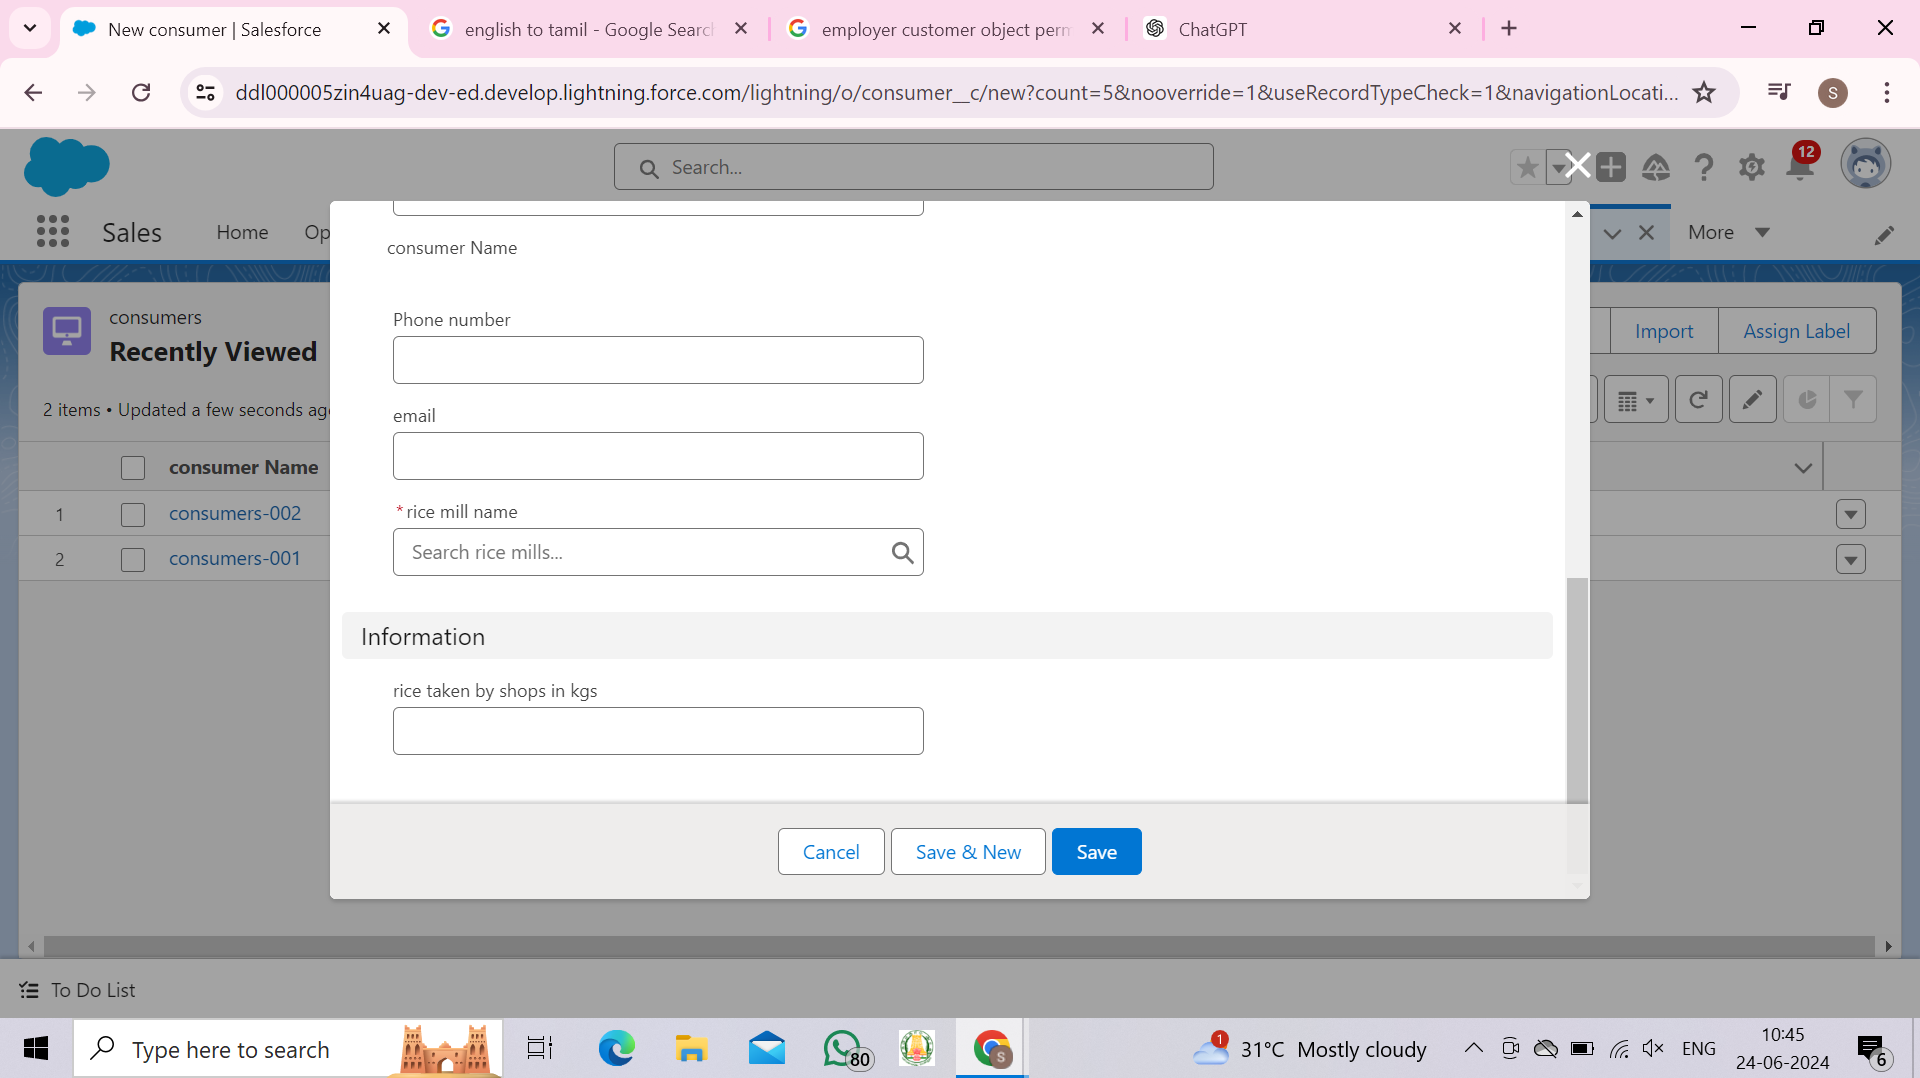 New consumer | Salesforce
english to tamil - Google Searc
employer customer object perm
ChatGPT
ddl000005zin4uag-dev-ed.develop.lightning.force.com/lightning/o/consumer__c/new?count=5&nooverride=1&useRecordTypeCheck=1&navigationLocati...
S
Search...
12
Sales
Home
Op
More
consumer Name
consumers
Recently Viewed
Phone number
Import
Assign Label
2 items • Updated a few seconds ago
email
consumer Name
*rice mill name
Search rice mills...
1
consumers-002
2
consumers-001
Information
rice taken by shops in kgs
Cancel
Save & New
Save
To Do List
Type here to search
80
S
1
31°C Mostly cloudy
ENG
10:45
24-06-2024
6